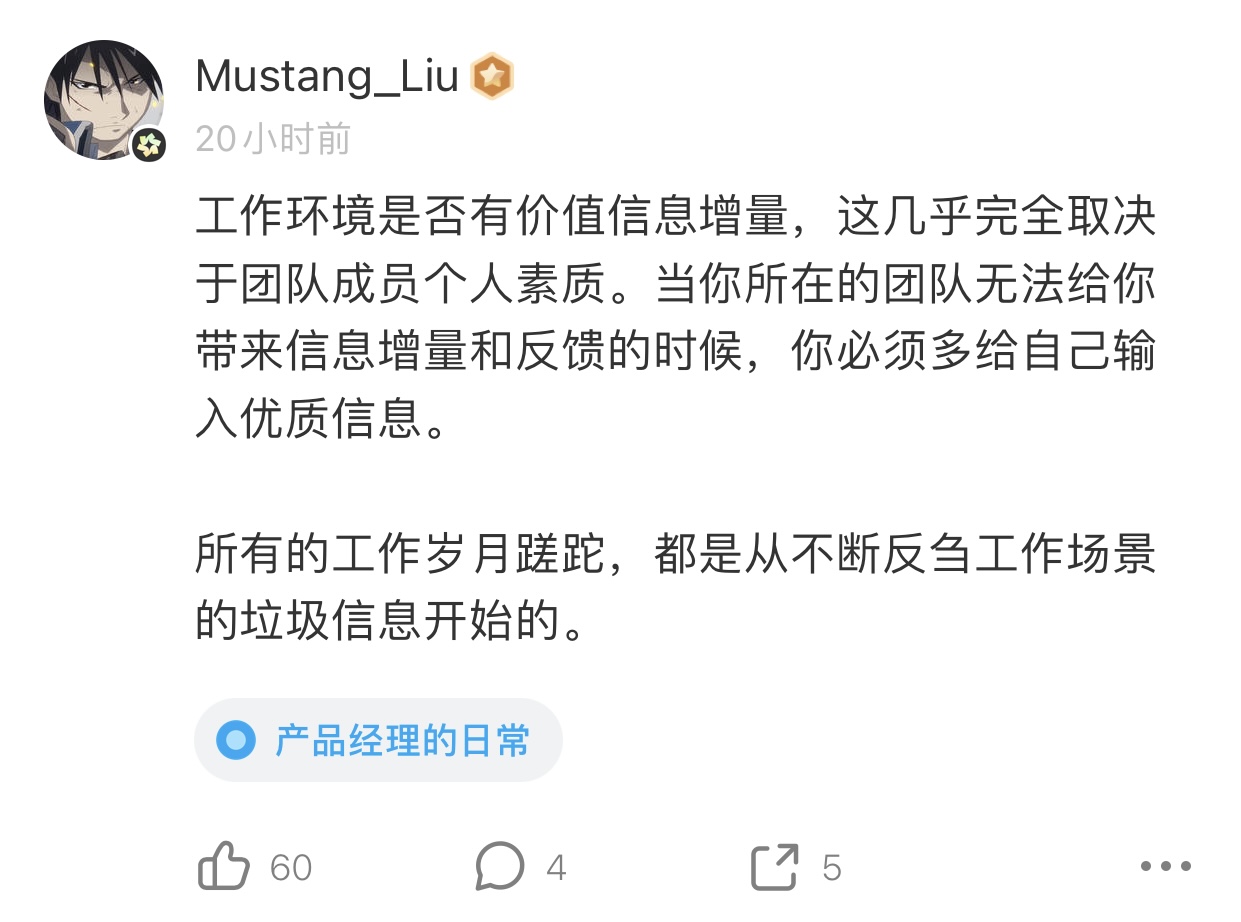 Mustang_Liu
20小时前
工作环境是否有价值信息增量，这几乎完全取决
于团队成员个人素质。当你所在的团队无法给你
带来信息增量和反馈的时候，你必须多给自己输
入优质信息。
所有的工作岁月蹉跎，都是从不断反刍工作场景
的垃圾信息开始的。
产品经理的日常
60 4 5